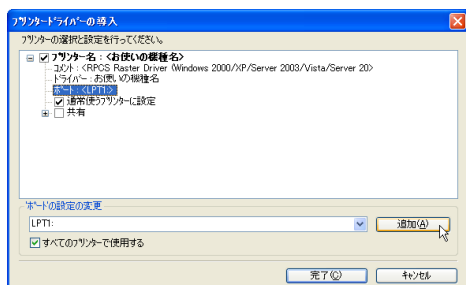 プリンタードライバーの導入
プリンターの選択と設定を行ってください。
プリンター名 : <お使いの機種名>
コメント : <RPCS Raster Driver (Windows 2000/XP/Server 2003/Vista/Server 20>
ドライバー : お使いの機種名
ポート : <LPT1:>
通常使うプリンターに設定
共有
ポートの設定の変更
LPT1:
追加(A)
すべてのプリンターで使用する
完了(C)
キャンセル